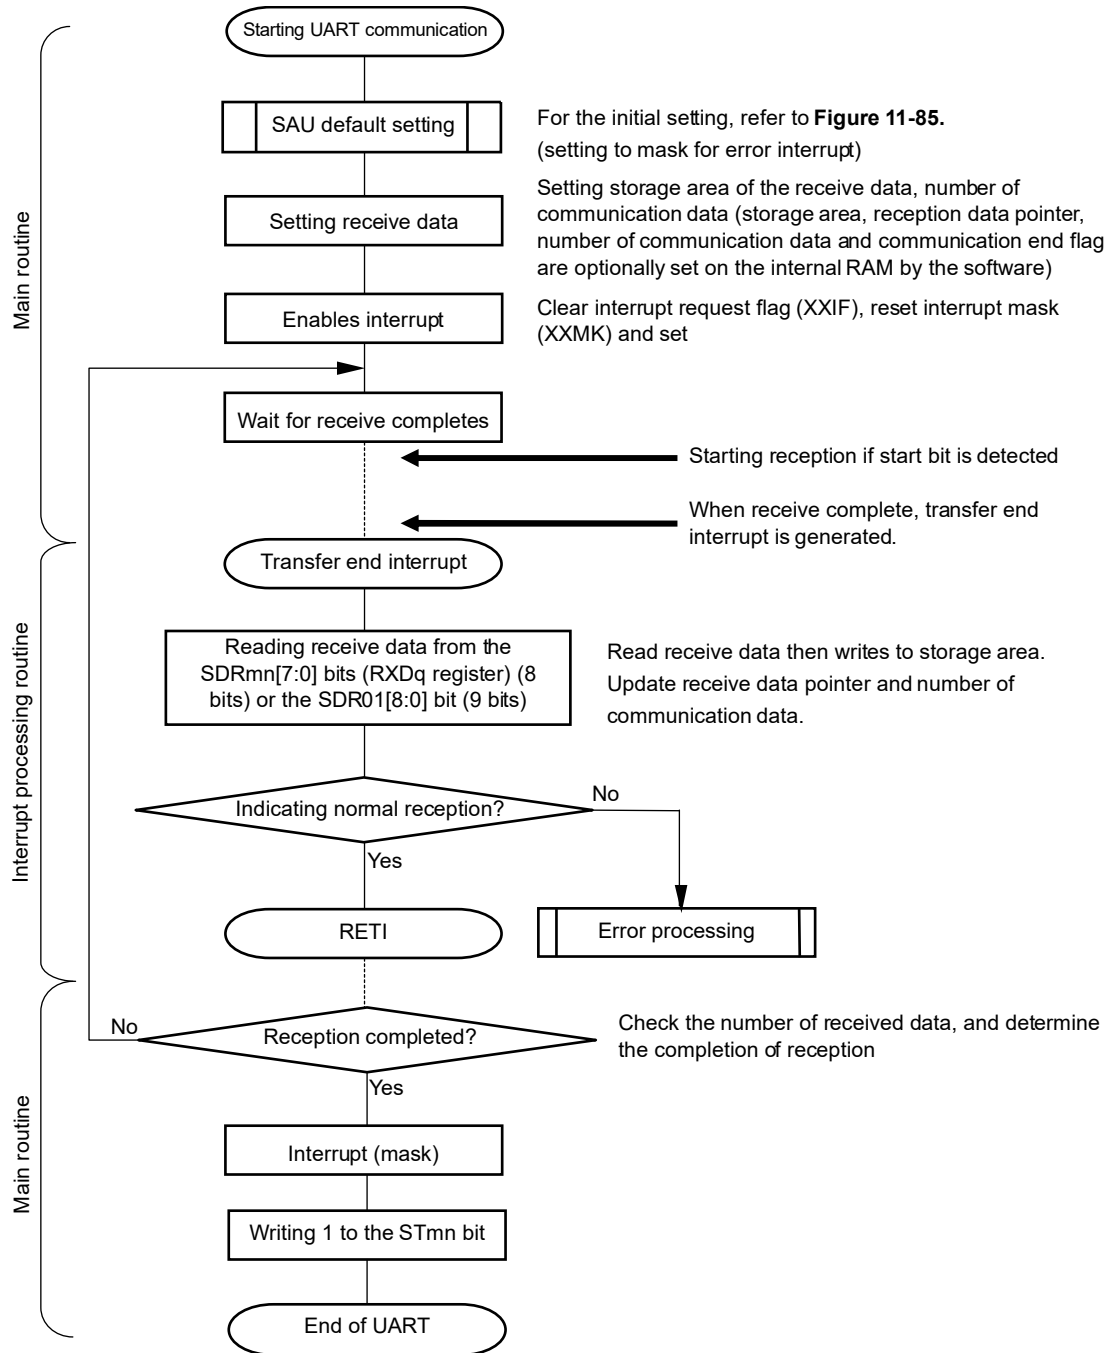 Starting UART communication
SAU default setting
For the initial setting, refer to Figure 11-85.
(setting to mask for error interrupt)
Setting receive data
Setting storage area of the receive data, number of
communication data (storage area, reception data pointer,
number of communication data and communication end flag
are optionally set on the internal RAM by the software)
Main routine
Enables interrupt
Clear interrupt request flag (XXIF), reset interrupt mask
(XXMK) and set
Wait for receive completes
Starting reception if start bit is detected
When receive complete, transfer end
interrupt is generated.
Transfer end interrupt
Reading receive data from the
SDRmn[7:0] bits (RXDq register) (8
bits) or the SDR01[8:0] bit (9 bits)
Read receive data then writes to storage area.
Update receive data pointer and number of
communication data.
Interrupt processing routine
Indicating normal reception?
No
Yes
RETI
Error processing
No
Reception completed?
Check the number of received data, and determine
the completion of reception
Yes
Main routine
Interrupt (mask)
Writing 1 to the STmn bit
End of UART